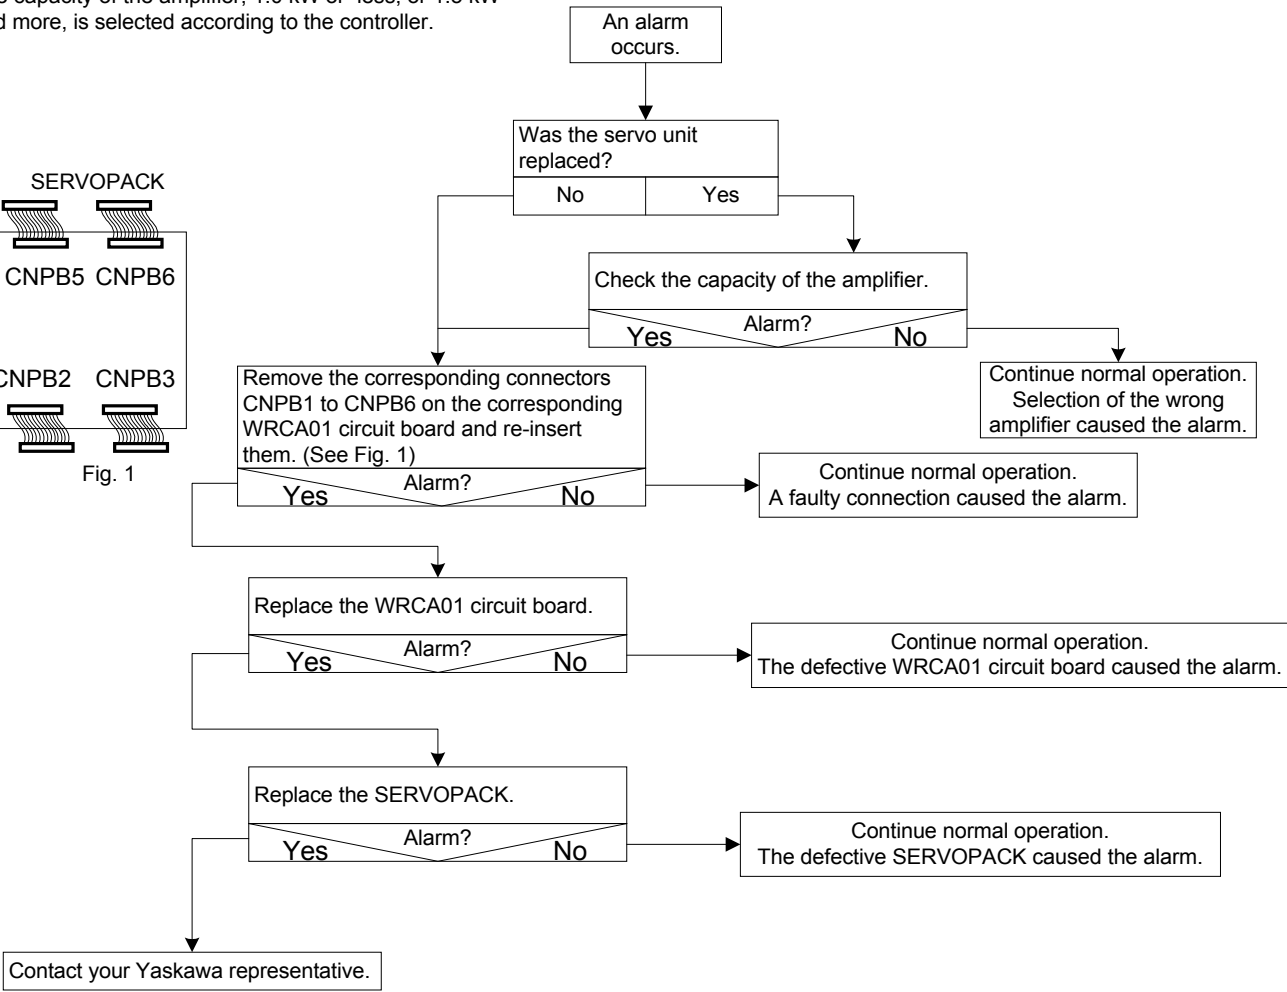 capacity of the amplifier, 1.0 kW or less, or 1.5 kW
more, is selected according to the controller.
An alarm
occurs.
Was the servo unit
replaced?
No
Yes
SERVOPACK
CNPB5
CNPB6
CNPB3
Fig. 1
Check the capacity of the amplifier.
Alarm?
Yes
No
Continue normal operation.
Selection of the wrong
amplifier caused the alarm.
Remove the corresponding connectors
CNPB1 to CNPB6 on the corresponding
WRCA01 circuit board and re-insert
them. (See Fig. 1)
Alarm?
Yes
No
Continue normal operation.
A faulty connection caused the alarm.
Replace the WRCA01 circuit board.
Alarm?
Yes
No
Continue normal operation.
The defective WRCA01 circuit board caused the alarm.
Replace the SERVOPACK.
Alarm?
Yes
No
Continue normal operation.
The defective SERVOPACK caused the alarm.
Contact your Yaskawa representative.